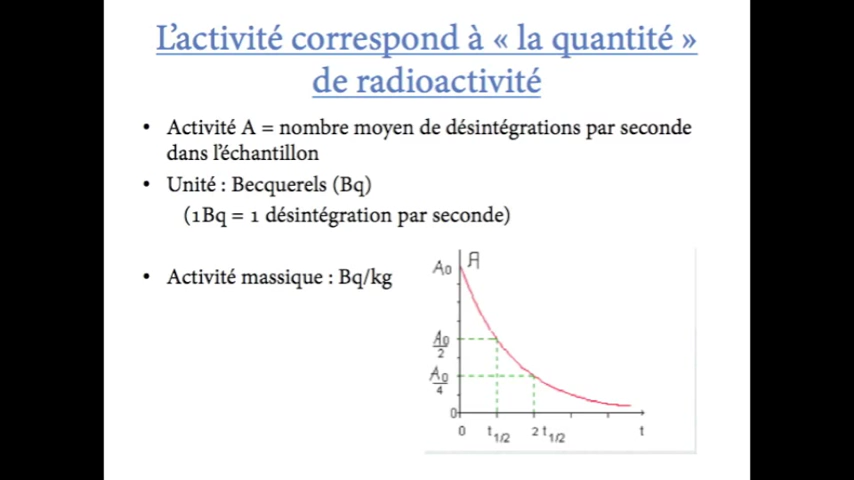 L’activité correspond à « la quantité »
de radioactivité
• Activité A = nombre moyen de désintégrations par seconde
dans l’échantillon
• Unité : Becquerels (Bq)
(1Bq = 1 désintégration par seconde)
• Activité massique : Bq/kg
A0 A
A0/2
A0/4
0
0 t1/2 2 t1/2 t